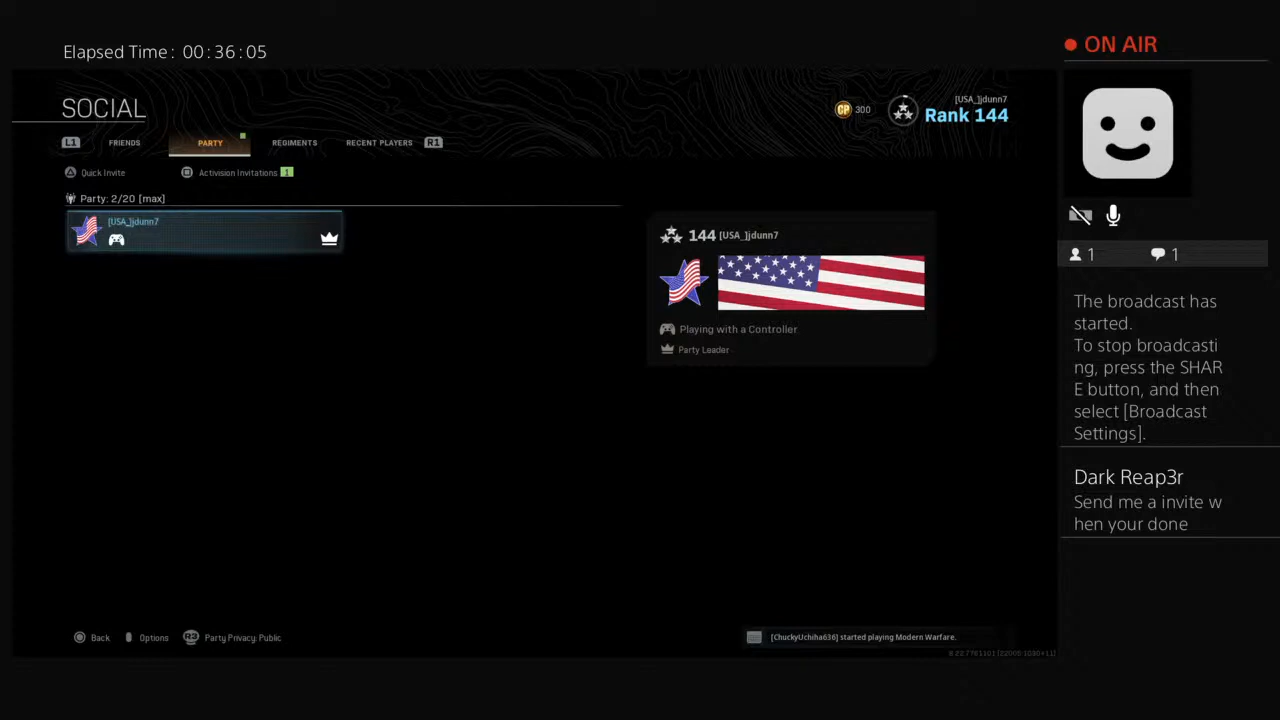 Elapsed Time: 00:36:05
ON AIR
SOCIAL
CP 300
[USA_]jdunn7
Rank 144
L1 FRIENDS PARTY REGIMENTS RECENT PLAYERS R1
Quick Invite Activision Invitations 1
Party: 2/20 [max]
[USA_]jdunn7
144 [USA_]jdunn7
Playing with a Controller
Party Leader
1 1
The broadcast has
started.
To stop broadcasti
ng, press the SHAR
E button, and then
select [Broadcast
Settings].
Dark Reap3r
Send me a invite w
hen your done
Back Options R3 Party Privacy: Public
[ChuckyUchiha636] started playing Modern Warfare.